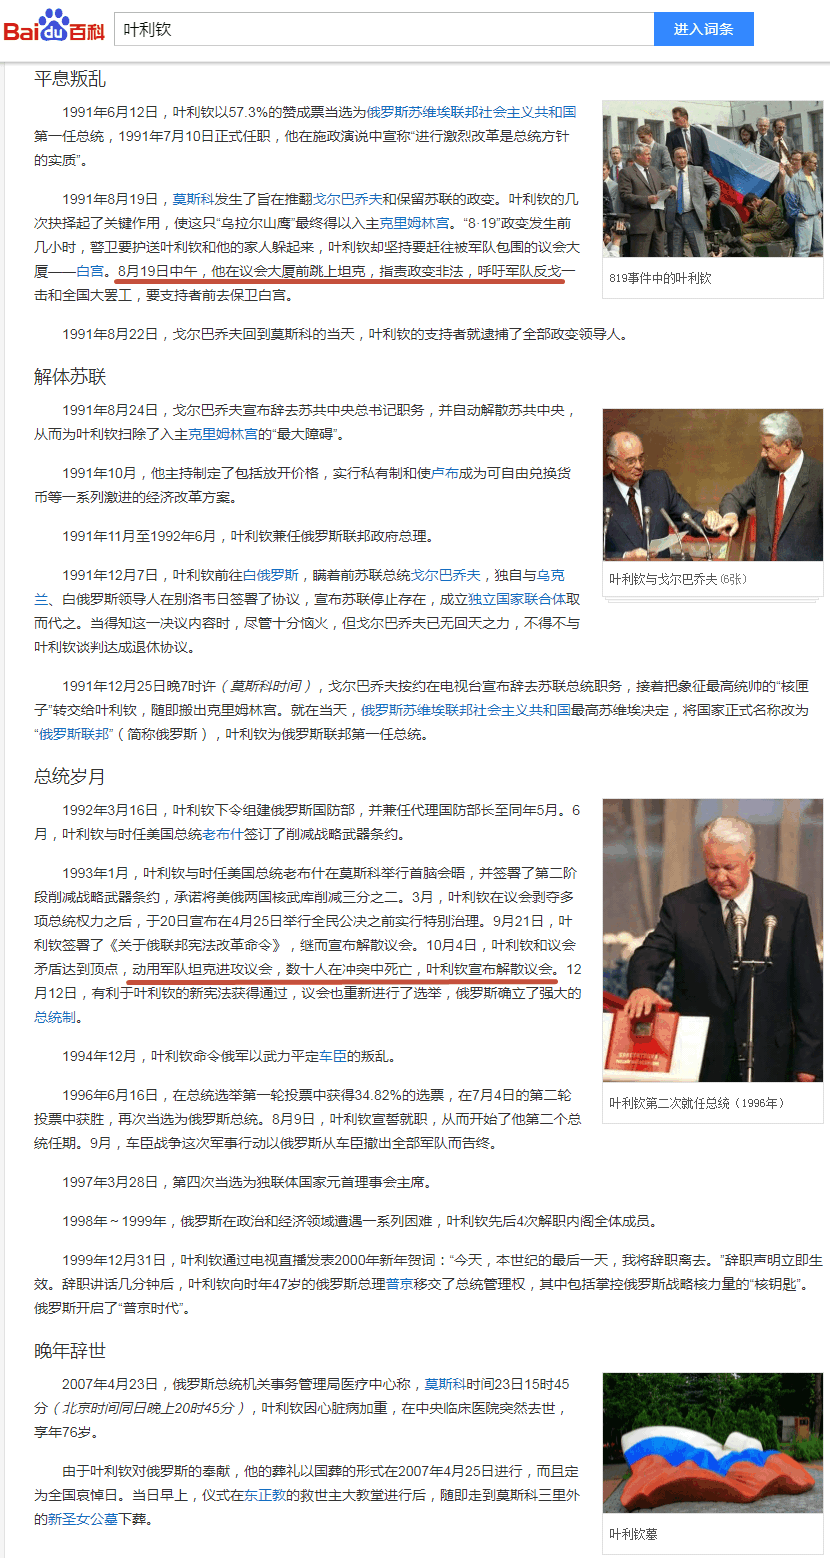 Bai du 百科
叶利钦
进入词条
平息叛乱
1991年6月12日，叶利钦以57.3%的赞成票当选为俄罗斯苏维埃联邦社会主义共和国
第一任总统，1991年7月10日正式任职，他在施政演说中宣称“进行激烈改革是总统方针
的实质”。
1991年8月19日，莫斯科发生了旨在推翻戈尔巴乔夫和保留苏联的政变。叶利钦的几
次抉择起了关键作用，使这只“乌拉尔山鹰”最终得以入主克里姆林宫。“8·19”政变发生前
几小时，警卫要护送叶利钦和他的家人躲起来，叶利钦却坚持要赶往被军队包围的议会大
厦——白宫。8月19日中午，他在议会大厦前跳上坦克，指责政变非法，呼吁军队反戈一
击和全国大罢工，要支持者前去保卫白宫。
819事件中的叶利钦
1991年8月22日，戈尔巴乔夫回到莫斯科的当天，叶利钦的支持者就逮捕了全部政变领导人。
解体苏联
1991年8月24日，戈尔巴乔夫宣布辞去苏共中央总书记职务，并自动解散苏共中央，
从而为叶利钦扫除了入主克里姆林宫的“最大障碍”。
1991年10月，他主持制定了包括放开价格，实行私有制和使卢布成为可自由兑换货
币等一系列激进的经济改革方案。
1991年11月至1992年6月，叶利钦兼任俄罗斯联邦政府总理。
1991年12月7日，叶利钦前往白俄罗斯，瞒着前苏联总统戈尔巴乔夫，独自与乌克
兰、白俄罗斯领导人在别洛韦日签署了协议，宣布苏联停止存在，成立独立国家联合体取
而代之。当得知这一决议内容时，尽管十分恼火，但戈尔巴乔夫已无回天之力，不得不与
叶利钦谈判达成退休协议。
叶利钦与戈尔巴乔夫(6张)
1991年12月25日晚7时许（莫斯科时间），戈尔巴乔夫按约在电视台宣布辞去苏联总统职务，接着把象征最高统帅的“核匣
子”转交给叶利钦，随即搬出克里姆林宫。就在当天，俄罗斯苏维埃联邦社会主义共和国最高苏维埃决定，将国家正式名称改为
“俄罗斯联邦”（简称俄罗斯），叶利钦为俄罗斯联邦第一任总统。
总统岁月
1992年3月16日，叶利钦下令组建俄罗斯国防部，并兼任代理国防部长至同年5月。6
月，叶利钦与时任美国总统老布什签订了削减战略武器条约。
1993年1月，叶利钦与时任美国总统老布什在莫斯科举行首脑会晤，并签署了第二阶
段削减战略武器条约，承诺将美俄两国核武库削减三分之二。3月，叶利钦在议会剥夺多
项总统权力之后，于20日宣布在4月25日举行全民公决之前实行特别治理。9月21日，叶
利钦签署了《关于俄联邦宪法改革命令》，继而宣布解散议会。10月4日，叶利钦和议会
矛盾达到顶点，动用军队坦克进攻议会，数十人在冲突中死亡，叶利钦宣布解散议会。12
月12日，有利于叶利钦的新宪法获得通过，议会也重新进行了选举，俄罗斯确立了强大的
总统制。
1994年12月，叶利钦命令俄军以武力平定车臣的叛乱。
1996年6月16日，在总统选举第一轮投票中获得34.82%的选票，在7月4日的第二轮
投票中获胜，再次当选为俄罗斯总统。8月9日，叶利钦宣誓就职，从而开始了他第二个总
统任期。9月，车臣战争这次军事行动以俄罗斯从车臣撤出全部军队而告终。
叶利钦第二次就任总统（1996年）
1997年3月28日，第四次当选为独联体国家元首理事会主席。
1998年～1999年，俄罗斯在政治和经济领域遭遇一系列困难，叶利钦先后4次解职内阁全体成员。
1999年12月31日，叶利钦通过电视直播发表2000年新年贺词：“今天，本世纪的最后一天，我将辞职离去。”辞职声明立即生
效。辞职讲话几分钟后，叶利钦向时年47岁的俄罗斯总理普京移交了总统管理权，其中包括掌控俄罗斯战略核力量的“核钥匙”。
俄罗斯开启了“普京时代”。
晚年辞世
2007年4月23日，俄罗斯总统机关事务管理局医疗中心称，莫斯科时间23日15时45
分（北京时间同日晚上20时45分），叶利钦因心脏病加重，在中央临床医院突然去世，
享年76岁。
由于叶利钦对俄罗斯的奉献，他的葬礼以国葬的形式在2007年4月25日进行，而且定
为全国哀悼日。当日早上，仪式在东正教的救世主大教堂进行后，随即走到莫斯科三里外
的新圣女公墓下葬。
叶利钦墓